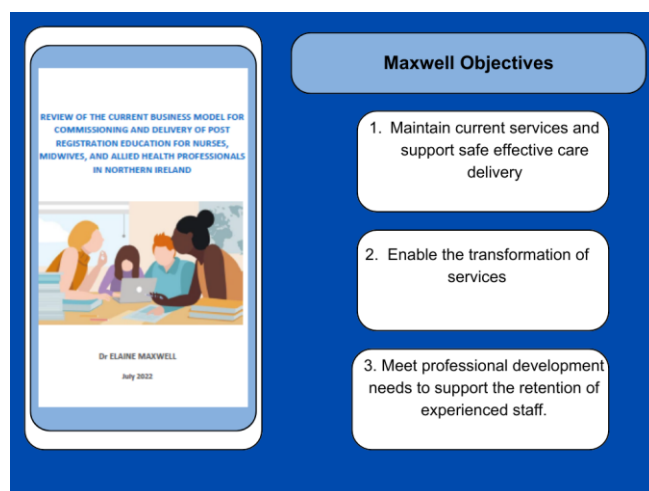 REVIEW OF THE CURRENT BUSINESS MODEL FOR
COMMISSIONING AND DELIVERY OF POST
REGISTRATION EDUCATION FOR NURSES,
MIDWIVES, AND ALLIED HEALTH PROFESSIONALS
IN NORTHERN IRELAND
Dr ELAINE MAXWELL
July 2022
Maxwell Objectives
1. Maintain current services and
support safe effective care
delivery
2. Enable the transformation of
services
3. Meet professional development
needs to support the retention of
experienced staff.